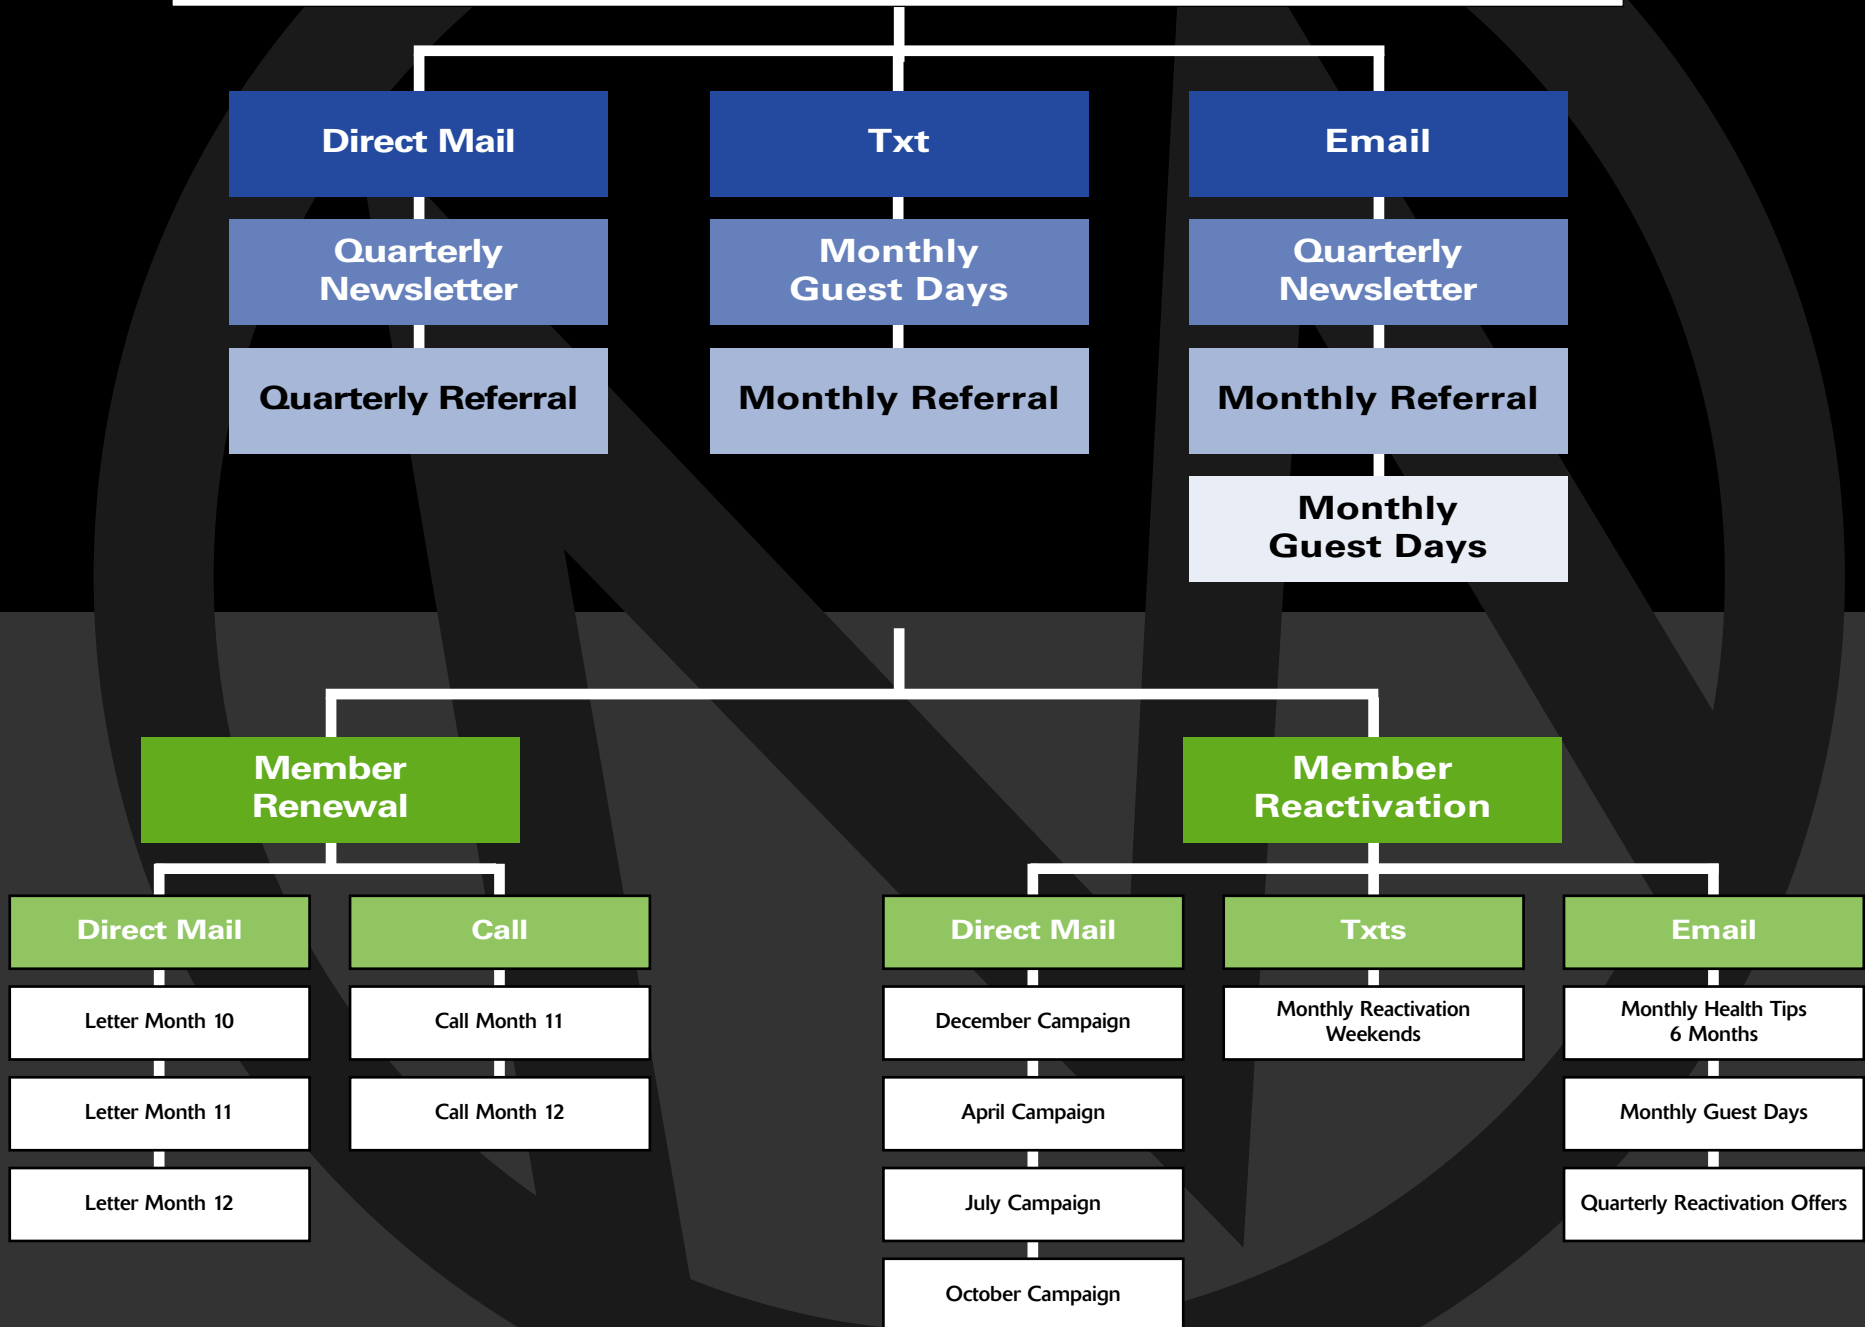 Direct Mail
Txt
Email
Quarterly
Newsletter
Monthly
Guest Days
Quarterly
Newsletter
Quarterly Referral
Monthly Referral
Monthly Referral
Monthly
Guest Days
Member
Renewal
Member
Reactivation
Direct Mail
Call
Direct Mail
Txts
Email
Letter Month 10
Call Month 11
December Campaign
Monthly Reactivation
Weekends
Monthly Health Tips
6 Months
Letter Month 11
Call Month 12
April Campaign
Monthly Guest Days
Letter Month 12
July Campaign
Quarterly Reactivation Offers
October Campaign